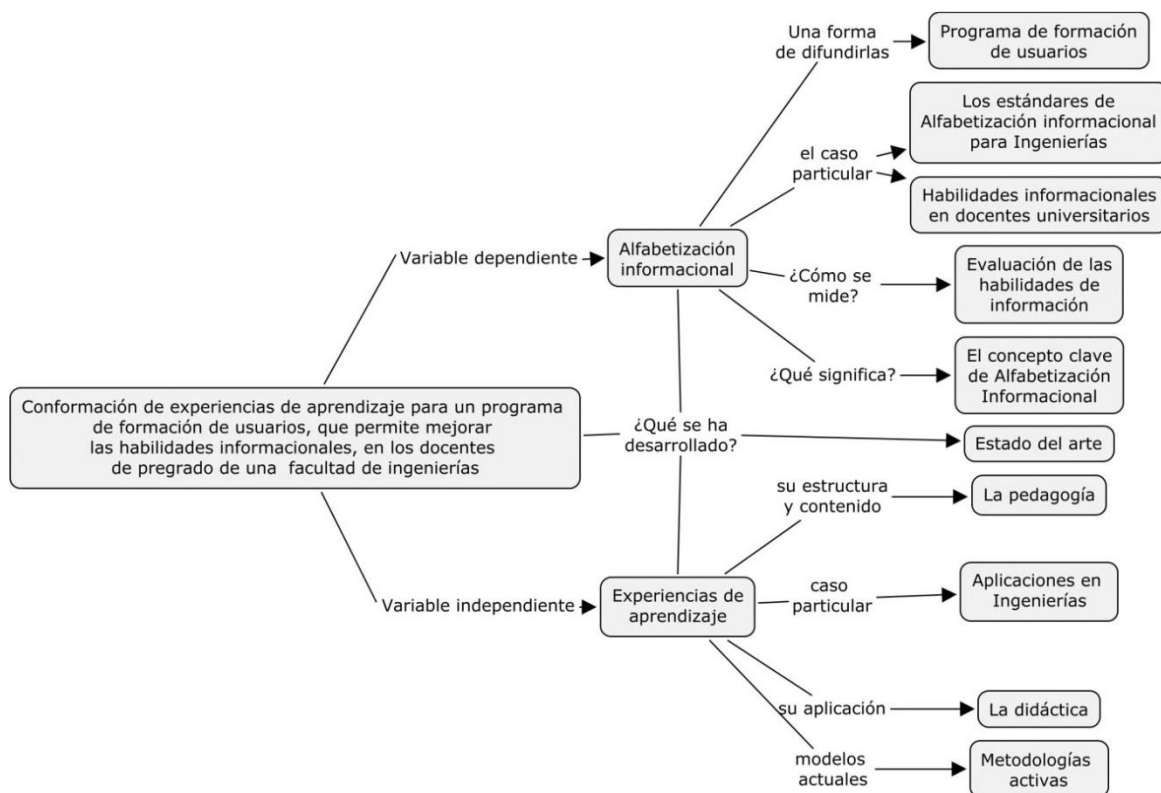 Una forma
de difundirlas
Programa de formación
de usuarios
Los estándares de
Alfabetización informacional
para Ingenierías
el caso
particular
Habilidades informacionales
en docentes universitarios
Variable dependiente
Alfabetización
informacional
¿Cómo se
mide?
Evaluación de las
habilidades de
información
¿Qué significa?
El concepto clave
de Alfabetización
Informacional
Conformación de experiencias de aprendizaje para un programa
de formación de usuarios, que permite mejorar
las habilidades informacionales, en los docentes
de pregrado de una facultad de ingenierías
¿Qué se ha
desarrollado?
Estado del arte
su estructura
y contenido
La pedagogía
Variable independiente
Experiencias de
aprendizaje
caso
particular
Aplicaciones en
Ingenierías
su aplicación
La didáctica
modelos
actuales
Metodologías
activas